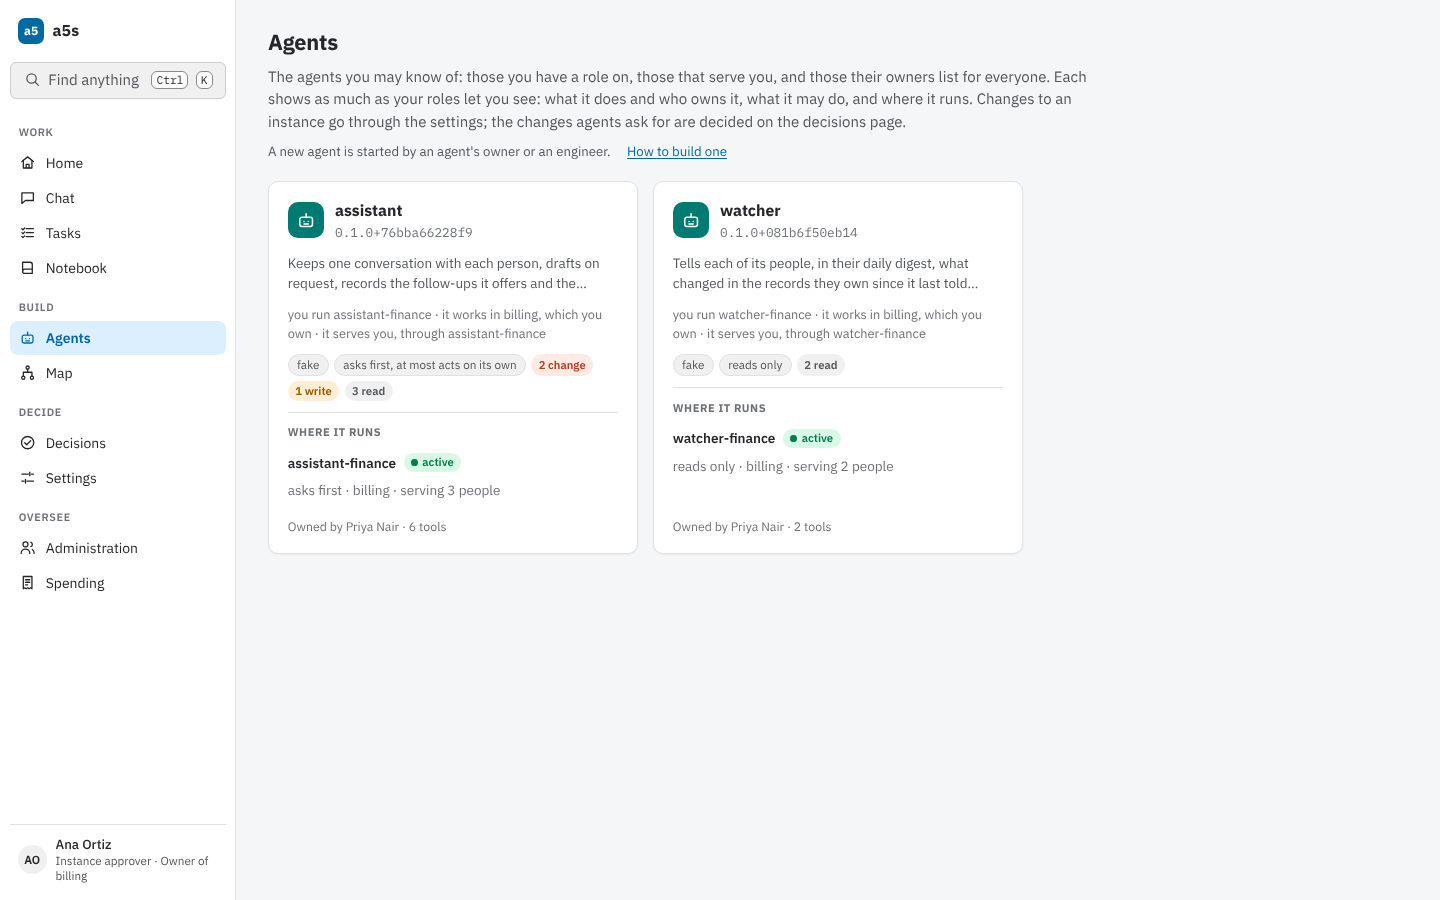 a5 a5s
Find anything Ctrl K
WORK
Home
Chat
Tasks
Notebook
BUILD
Agents
Map
DECIDE
Decisions
Settings
OVERSEE
Administration
Spending
AO Ana Ortiz
Instance approver · Owner of
billing
Agents
The agents you may know of: those you have a role on, those that serve you, and those their owners list for everyone. Each
shows as much as your roles let you see: what it does and who owns it, what it may do, and where it runs. Changes to an
instance go through the settings; the changes agents ask for are decided on the decisions page.
A new agent is started by an agent's owner or an engineer. How to build one
assistant
0.1.0+76bba66228f9
Keeps one conversation with each person, drafts on
request, records the follow-ups it offers and the…
you run assistant-finance · it works in billing, which you
own · it serves you, through assistant-finance
fake asks first, at most acts on its own 2 change
1 write 3 read
WHERE IT RUNS
assistant-finance active
asks first · billing · serving 3 people
Owned by Priya Nair · 6 tools
watcher
0.1.0+081b6f50eb14
Tells each of its people, in their daily digest, what
changed in the records they own since it last told…
you run watcher-finance · it works in billing, which you
own · it serves you, through watcher-finance
fake reads only 2 read
WHERE IT RUNS
watcher-finance active
reads only · billing · serving 2 people
Owned by Priya Nair · 2 tools